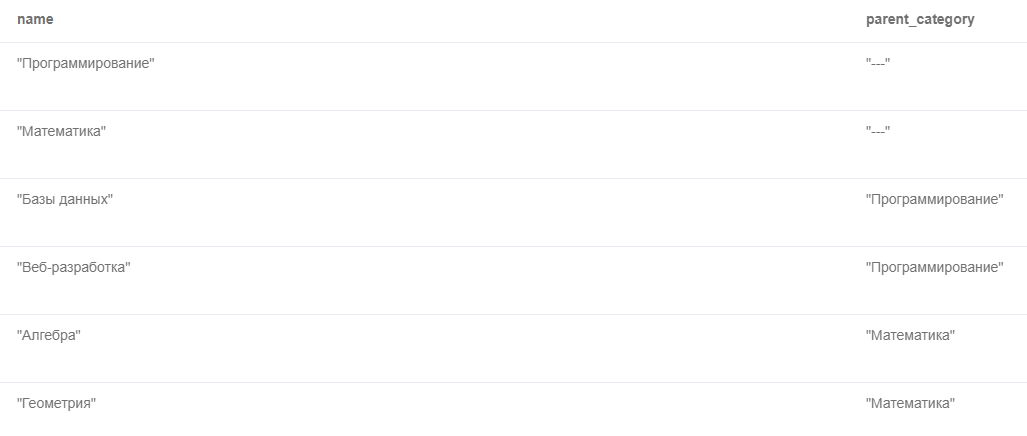 name parent_category
"Программирование" "---"
"Математика" "---"
"Базы данных" "Программирование"
"Веб-разработка" "Программирование"
"Алгебра" "Математика"
"Геометрия" "Математика"